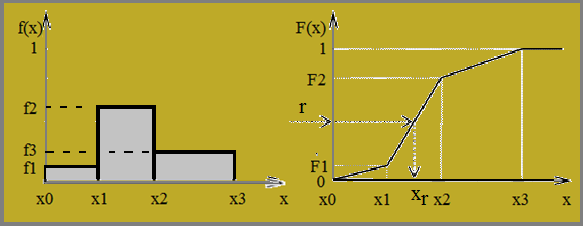 f(x)
1
f2
f3
f1
x0 x1 x2 x3 x
F(x)
1
F2
r
F1
0
x0 x1 xr x2 x3 x